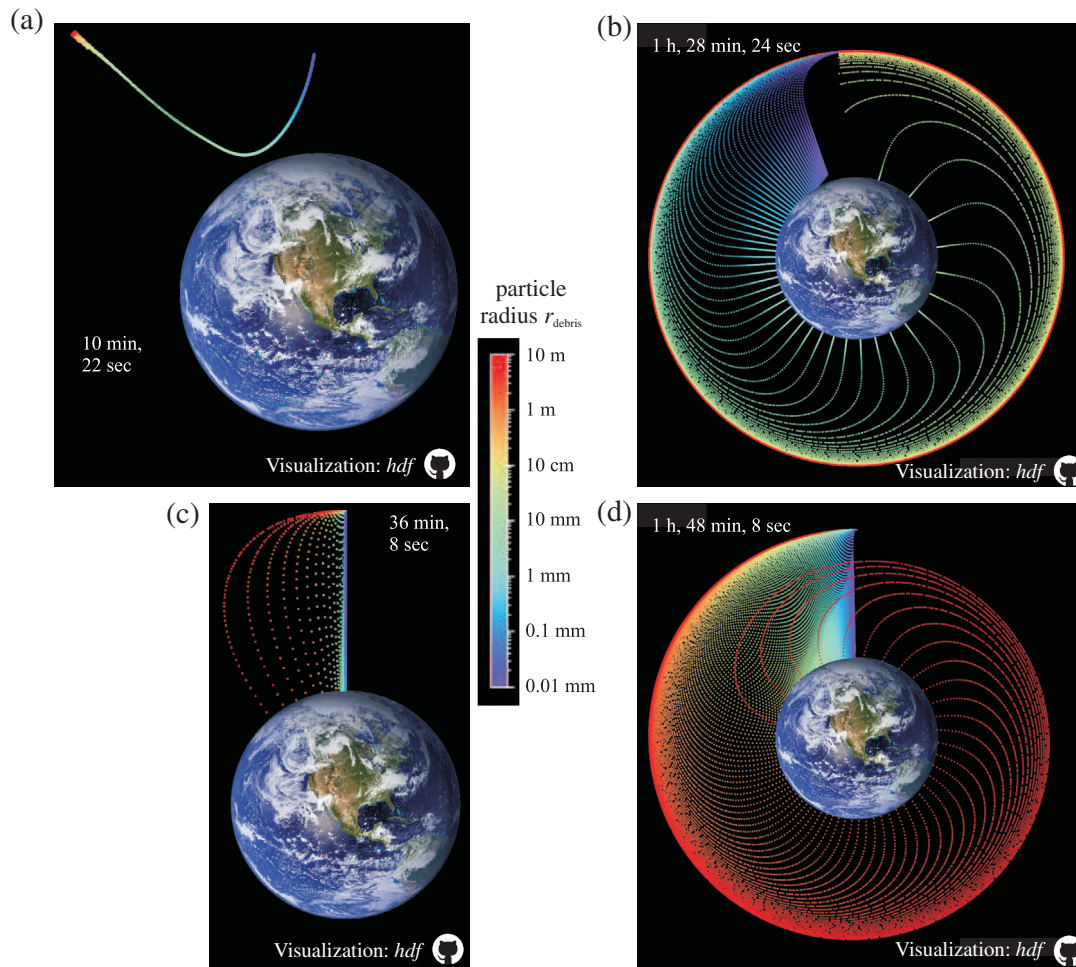 (a)
10 min,
22 sec
Visualization: hdf
(b)
1 h, 28 min, 24 sec
Visualization: hdf
particle
radius r_debris
10 m
1 m
10 cm
10 mm
1 mm
0.1 mm
0.01 mm
(c)
36 min,
8 sec
Visualization: hdf
(d)
1 h, 48 min, 8 sec
Visualization: hdf